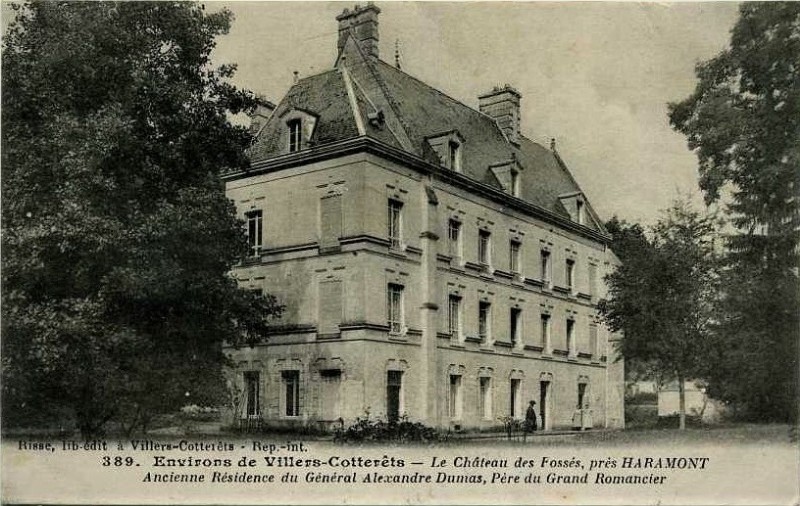 Risse, lib-édit à Villers-Cotterêts - Rep.-int.
389. Environs de Villers-Cotterêts - Le Château des Fossés, près HARAMONT
Ancienne Résidence du Général Alexandre Dumas, Père du Grand Romancier